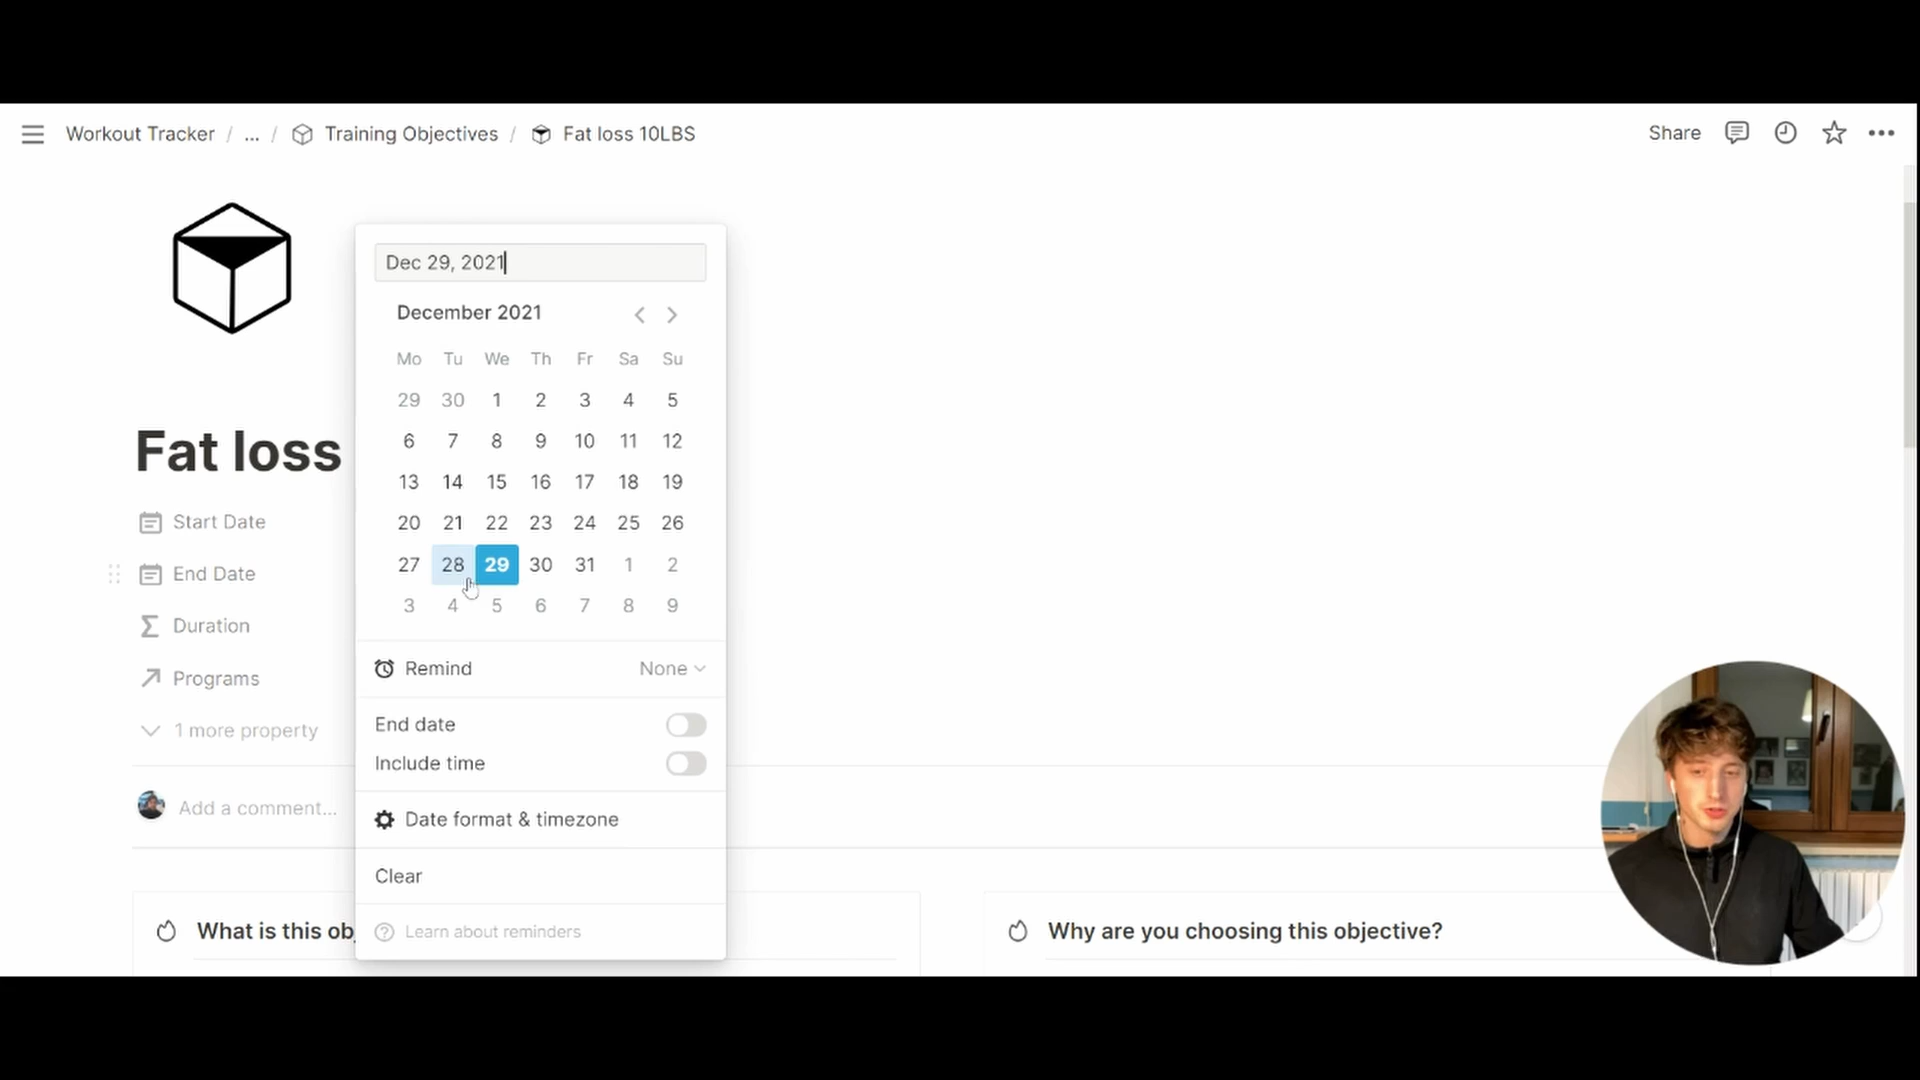 Workout Tracker / ... / Training Objectives / Fat loss 10LBS
Share
Dec 29, 2021
December 2021
Mo Tu We Th Fr Sa Su
29 30 1 2 3 4 5
6 7 8 9 10 11 12
13 14 15 16 17 18 19
20 21 22 23 24 25 26
27 28 29 30 31 1 2
3 4 5 6 7 8 9
Fat loss
Start Date
End Date
Duration
Programs
1 more property
Add a comment...
Remind None
End date
Include time
Date format & timezone
Clear
Learn about reminders
What is this ob
Why are you choosing this objective?